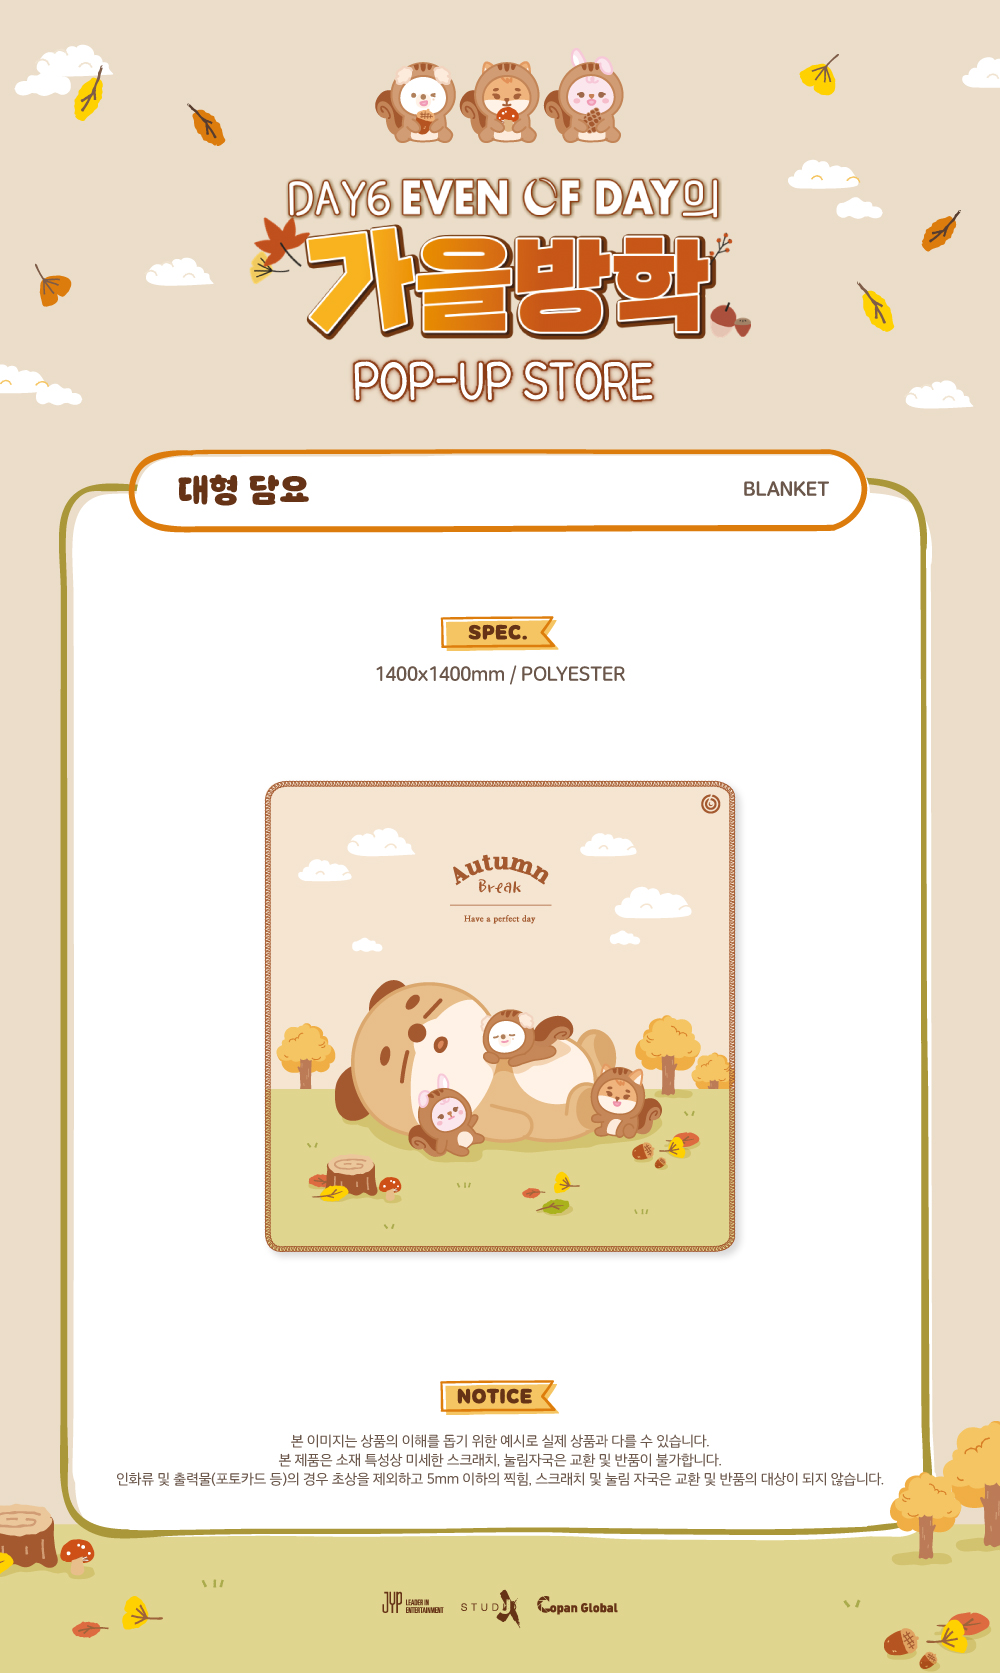 DAY6 EVEN OF DAY의
가을방학
POP-UP STORE
대형 담요
BLANKET
SPEC.
1400x1400mm / POLYESTER
Autumn
Break
Have a perfect day
NOTICE
본 이미지는 상품의 이해를 돕기 위한 예시로 실제 상품과 다를 수 있습니다.
본 제품은 소재 특성상 미세한 스크래치, 눌림자국은 교환 및 반품이 불가합니다.
인화류 및 출력물(포토카드 등)의 경우 초상을 제외하고 5mm 이하의 찍힘, 스크래치 및 눌림 자국은 교환 및 반품의 대상이 되지 않습니다.
JYP LEADER IN ENTERTAINMENT
STUDIO
Copan Global